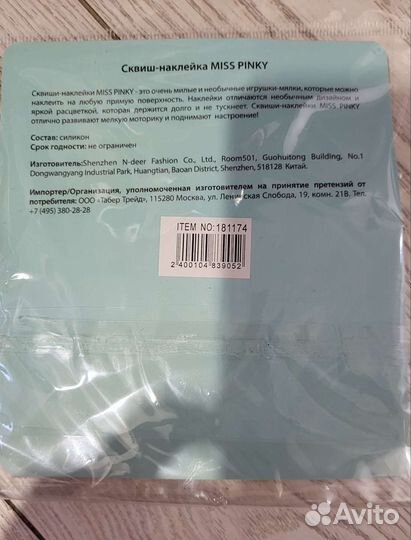 Сквиш-наклейка MISS PINKY
Сквиши-наклейки MISS PINKY - это очень милые и необычные игрушки-мялки, которые можно
наклеить на любую прямую поверхность. Наклейки отличаются необычным дизайном и
яркой расцветкой, которая держится долго и не тускнеет. Сквиши-наклейки MISS PINKY
отлично развивают мелкую моторику и поднимают настроение!
Состав: силикон
Срок годности: не ограничен
Изготовитель:Shenzhen N-deer Fashion Co., Ltd., Room501, Guohuitong Building, No.1
Dongwangyang Industrial Park, Huangtian, Baoan District, Shenzhen, 518128 Китай.
Импортер/Организация, уполномоченная изготовителем на принятие претензий от
потребителя: ООО «Табер Трейд», 115280 Москва, ул. Ленинская Слобода, 19, комн. 21В. Тел.
+7 (495) 380-28-28
ITEM NO:181174
2 400104 839052
Avito